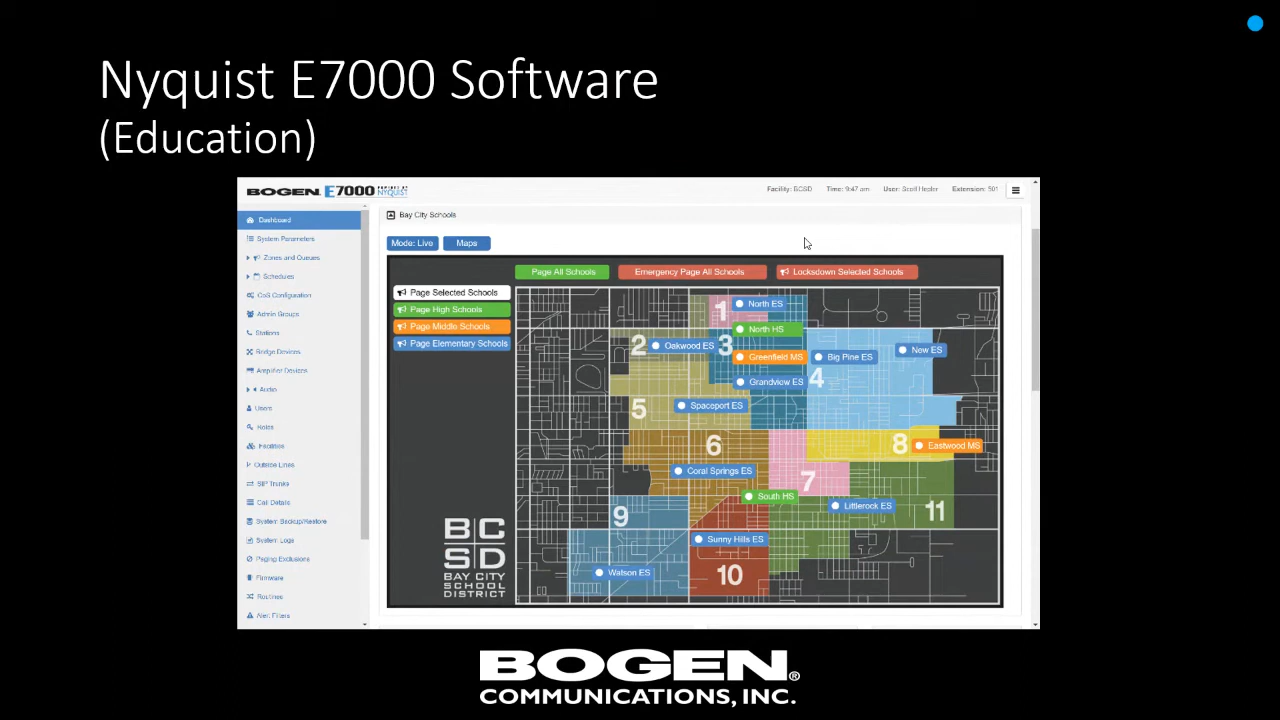 Nyquist E7000 Software
(Education)
BOGEN E7000 NYQUIST
Facility: BCSD Time: 9:47 am User: Scott Hepler Extension: 501
Dashboard
System Parameters
Zones and Queues
Schedules
CoS Configuration
Admin Groups
Stations
Bridge Devices
Amplifier Devices
Audio
Users
Roles
Facilities
Outside Lines
SIP Trunks
Call Details
System Backup/Restore
System Logs
Paging Exclusions
Firmware
Routines
Alert Filters
Bay City Schools
Mode: Live Maps
Page All Schools Emergency Page All Schools Locksdown Selected Schools
Page Selected Schools
Page High Schools
Page Middle Schools
Page Elementary Schools
1 North ES
North HS
2 Oakwood ES 3
Greenfield MS Big Pine ES New ES
Grandview ES 4
5 Spaceport ES
6 8 Eastwood MS
Coral Springs ES 7
South HS
Littlerock ES 11
9
Sunny Hills ES
Watson ES 10
BC
SD
BAY CITY
SCHOOL
DISTRICT
BOGEN®
COMMUNICATIONS, INC.